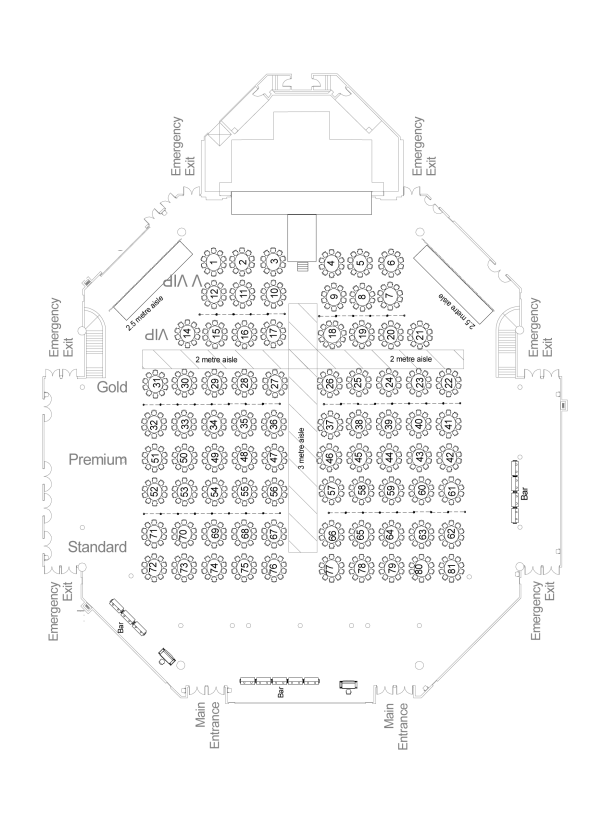 Emergency
Exit
Emergency
Exit
1 2 3 4 5 6
V VIP
12 11 10 9 8 7
2.5 metre aisle
2.5 metre aisle
Emergency
Exit
Emergency
Exit
VIP
14 15 16 17 18 19 20 21
2 metre aisle
2 metre aisle
Gold
31 30 29 28 27 26 25 24 23 22
32 33 34 35 36 37 38 39 40 41
3 metre aisle
Premium
51 50 49 48 47 46 45 44 43 42
52 53 54 55 56 57 58 59 60 61
Bar
Standard
71 70 69 68 67 66 65 64 63 62
72 73 74 75 76 77 78 79 80 81
Emergency
Exit
Emergency
Exit
Bar
Bar
Main
Entrance
Main
Entrance